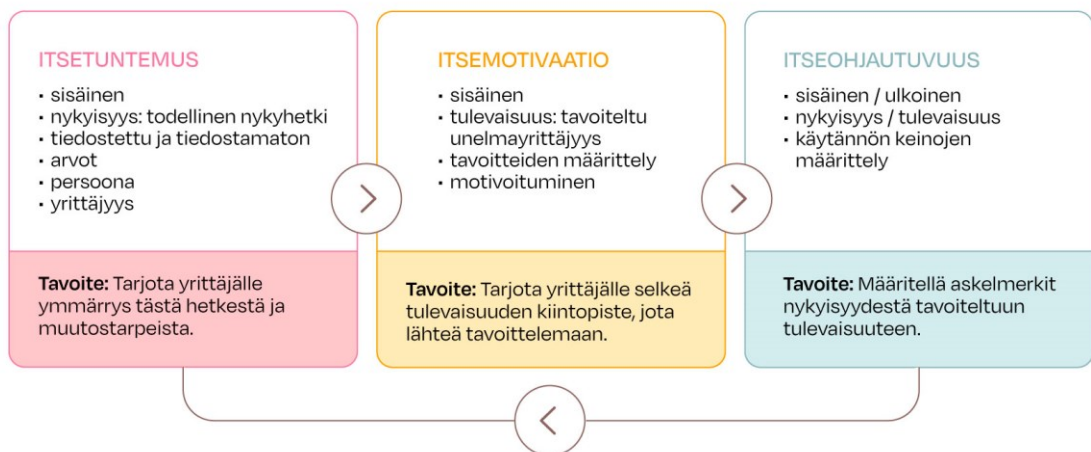 ITSETUNTEMUS
• sisäinen
• nykyisyys: todellinen nykyhetki
• tiedostettu ja tiedostamaton
• arvot
• persoona
• yrittäjyys
Tavoite: Tarjota yrittäjälle
ymmärrys tästä hetkestä ja
muutostarpeista.
ITSEMOTIVAATIO
• sisäinen
• tulevaisuus: tavoiteltu
unelmayrittäjyys
• tavoitteiden määrittely
• motivoituminen
Tavoite: Tarjota yrittäjälle selkeä
tulevaisuuden kiintopiste, jota
lähteä tavoittelemaan.
ITSEOHJAUTUVUUS
• sisäinen / ulkoinen
• nykyisyys / tulevaisuus
• käytännön keinojen
määrittely
Tavoite: Määritellä askelmerkit
nykyisyydestä tavoiteltuun
tulevaisuuteen.